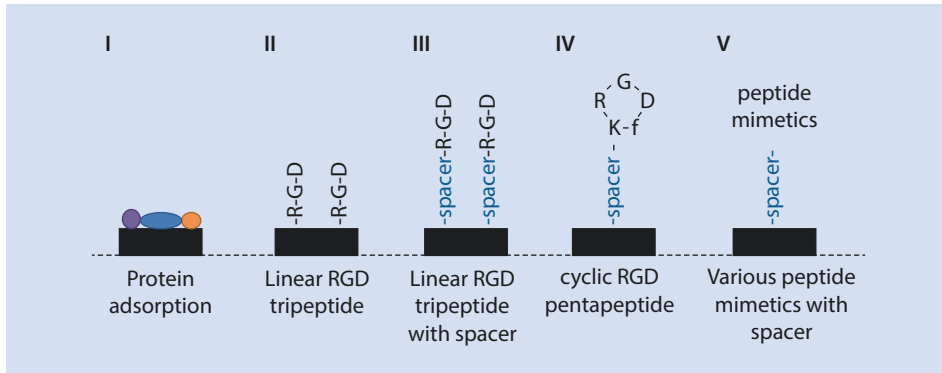 I
II
III
IV
V
-R-G-D
-R-G-D
-spacer-R-G-D
-spacer-R-G-D
G
R
D
K-f
-spacer-
peptide
mimetics
-spacer-
Protein
adsorption
Linear RGD
tripeptide
Linear RGD
tripeptide
with spacer
cyclic RGD
pentapeptide
Various peptide
mimetics with
spacer